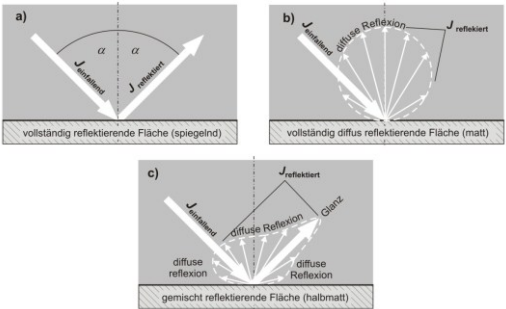 a)
α α
J einfallend
J reflektiert
vollständig reflektierende Fläche (spiegelnd)
b)
J einfallend
diffuse Reflexion
J reflekiert
vollständig diffus reflektierende Fläche (matt)
c)
J einfallend
J reflektiert
diffuse Reflexion
Glanz
diffuse
reflexion
diffuse
Reflexion
gemischt reflektierende Fläche (halbmatt)